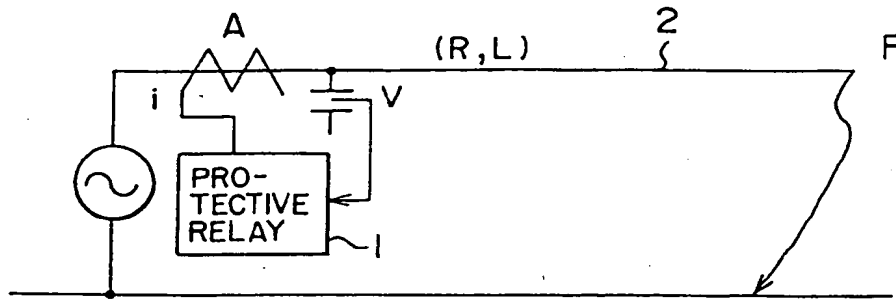 A
(R, L)
2
F
i
V
PRO-
TECTIVE
RELAY
1